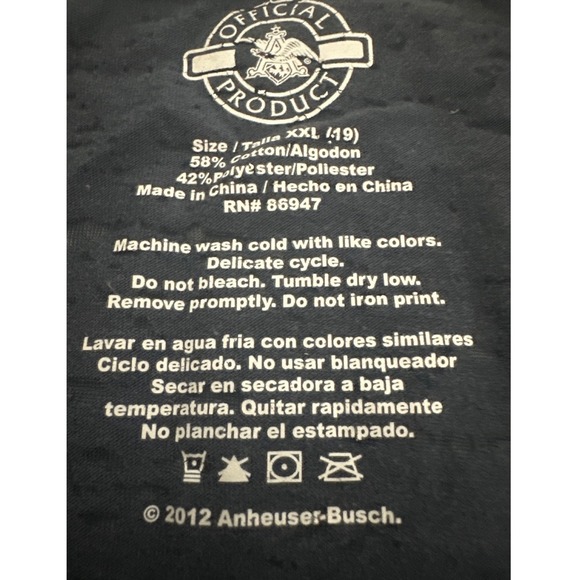 OFFICIAL
PRODUCT
Size / Talla XXL (19)
58% Cotton/Algodon
42%Polyester/Poliester
Made in China / Hecho en China
RN# 86947
Machine wash cold with like colors.
Delicate cycle.
Do not bleach. Tumble dry low.
Remove promptly. Do not iron print.
Lavar en agua fria con colores similares
Ciclo delicado. No usar blanqueador
Secar en secadora a baja
temperatura. Quitar rapidamente
No planchar el estampado.
© 2012 Anheuser-Busch.